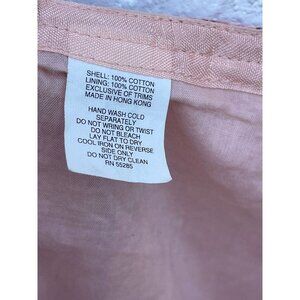 SHELL: 100% COTTON
LINING: 100% COTTON
EXCLUSIVE OF TRIMS
MADE IN HONG KONG
HAND WASH COLD
SEPARATELY
DO NOT WRING OR TWIST
DO NOT BLEACH
LAY FLAT TO DRY
COOL IRON ON REVERSE
SIDE ONLY
DO NOT DRY CLEAN
RN 55285